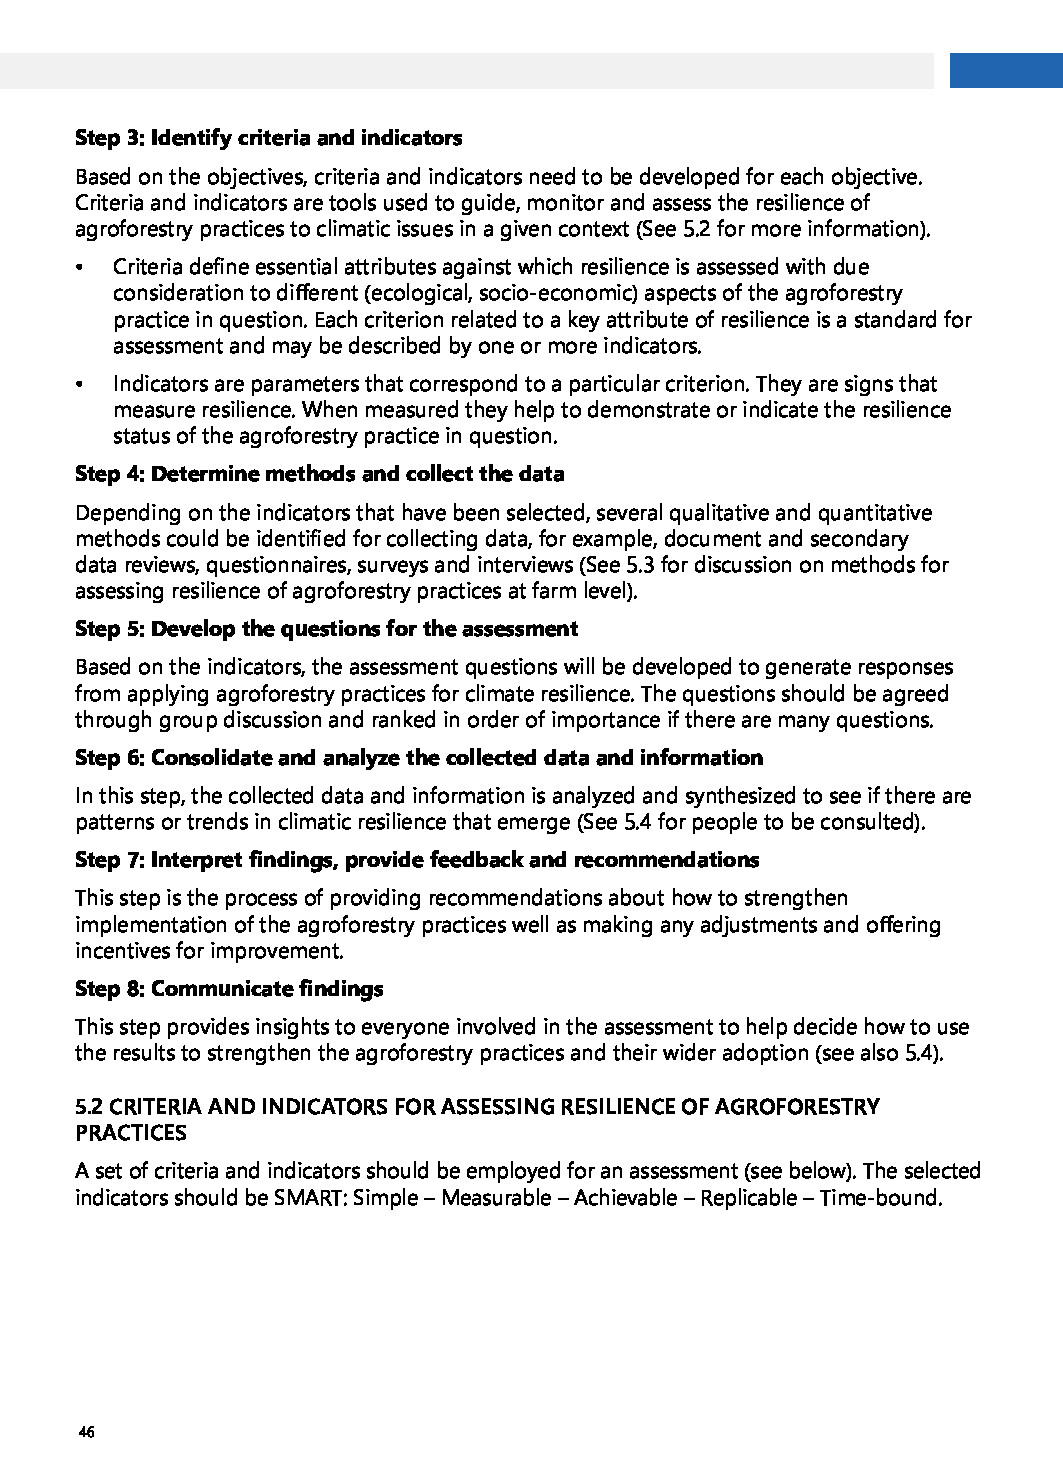 Step 3: Identify criteria and indicators
Based on the objectives, criteria and indicators need to be developed for each objective.
Criteria and indicators are tools used to guide, monitor and assess the resilience of
agroforestry practices to climatic issues in a given context (See 5.2 for more information).
• Criteria define essential attributes against which resilience is assessed with due
consideration to different (ecological, socio-economic) aspects of the agroforestry
practice in question. Each criterion related to a key attribute of resilience is a standard for
assessment and may be described by one or more indicators.
• Indicators are parameters that correspond to a particular criterion. They are signs that
measure resilience. When measured they help to demonstrate or indicate the resilience
status of the agroforestry practice in question.
Step 4: Determine methods and collect the data
Depending on the indicators that have been selected, several qualitative and quantitative
methods could be identified for collecting data, for example, document and secondary
data reviews, questionnaires, surveys and interviews (See 5.3 for discussion on methods for
assessing resilience of agroforestry practices at farm level).
Step 5: Develop the questions for the assessment
Based on the indicators, the assessment questions will be developed to generate responses
from applying agroforestry practices for climate resilience. The questions should be agreed
through group discussion and ranked in order of importance if there are many questions.
Step 6: Consolidate and analyze the collected data and information
In this step, the collected data and information is analyzed and synthesized to see if there are
patterns or trends in climatic resilience that emerge (See 5.4 for people to be consulted).
Step 7: Interpret findings, provide feedback and recommendations
This step is the process of providing recommendations about how to strengthen
implementation of the agroforestry practices well as making any adjustments and offering
incentives for improvement.
Step 8: Communicate findings
This step provides insights to everyone involved in the assessment to help decide how to use
the results to strengthen the agroforestry practices and their wider adoption (see also 5.4).
5.2 CRITERIA AND INDICATORS FOR ASSESSING RESILIENCE OF AGROFORESTRY
PRACTICES
A set of criteria and indicators should be employed for an assessment (see below). The selected
indicators should be SMART: Simple – Measurable – Achievable – Replicable – Time-bound.
46